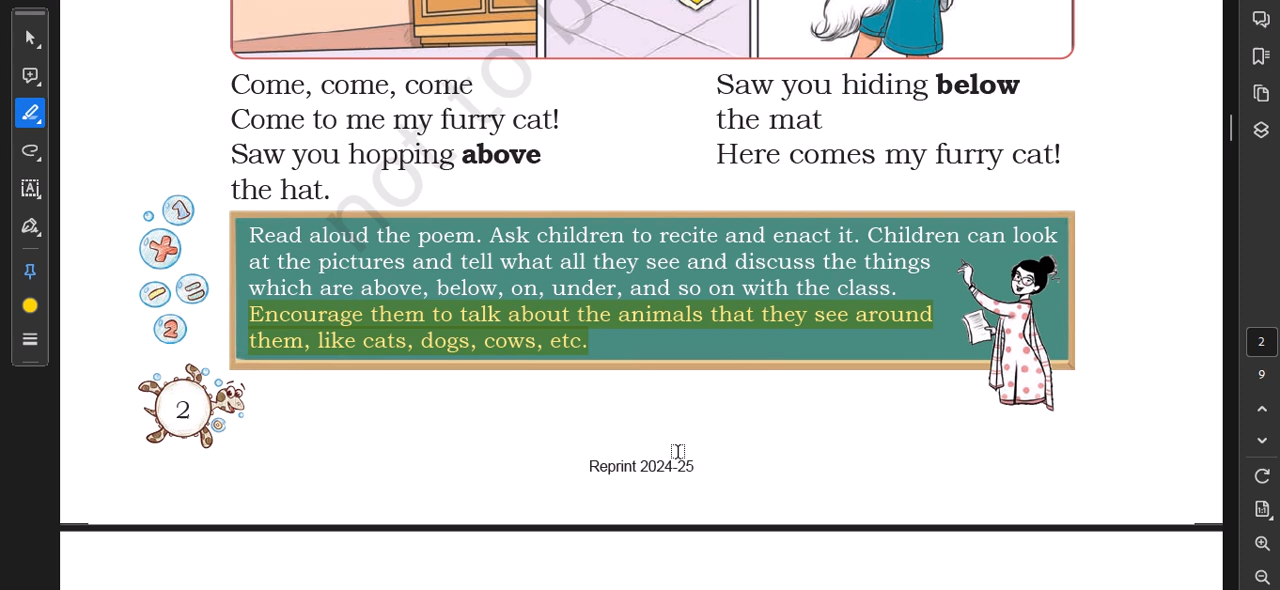 Come, come, come
Come to me my furry cat!
Saw you hopping above
the hat.
Saw you hiding below
the mat
Here comes my furry cat!
not to b
Read aloud the poem. Ask children to recite and enact it. Children can look
at the pictures and tell what all they see and discuss the things
which are above, below, on, under, and so on with the class.
Encourage them to talk about the animals that they see around
them, like cats, dogs, cows, etc.
1
2
2
Reprint 2024-25
2
9